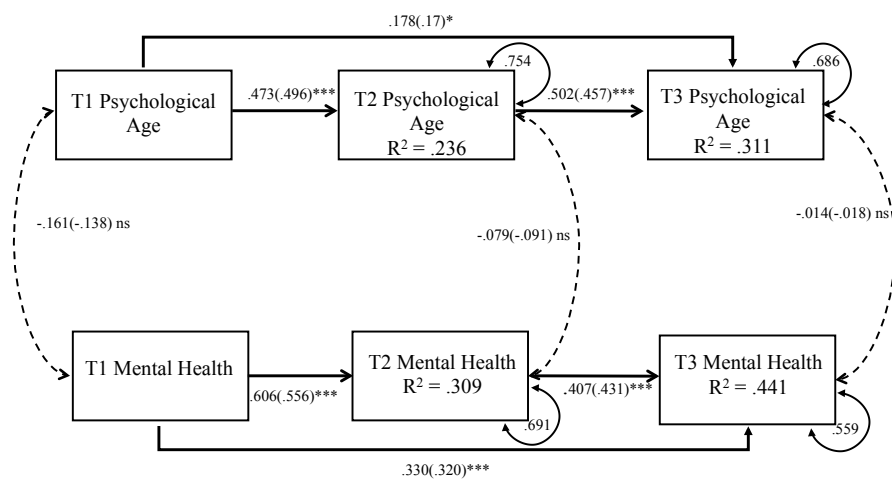 .178(.17)*
.754
.686
T1 Psychological
Age
.473(.496)***
T2 Psychological
Age
R² = .236
.502(.457)***
T3 Psychological
Age
R² = .311
-.161(-.138) ns
-.079(-.091) ns
-.014(-.018) ns
T1 Mental Health
.606(.556)***
T2 Mental Health
R² = .309
.407(.431)***
T3 Mental Health
R² = .441
.691
.559
.330(.320)***